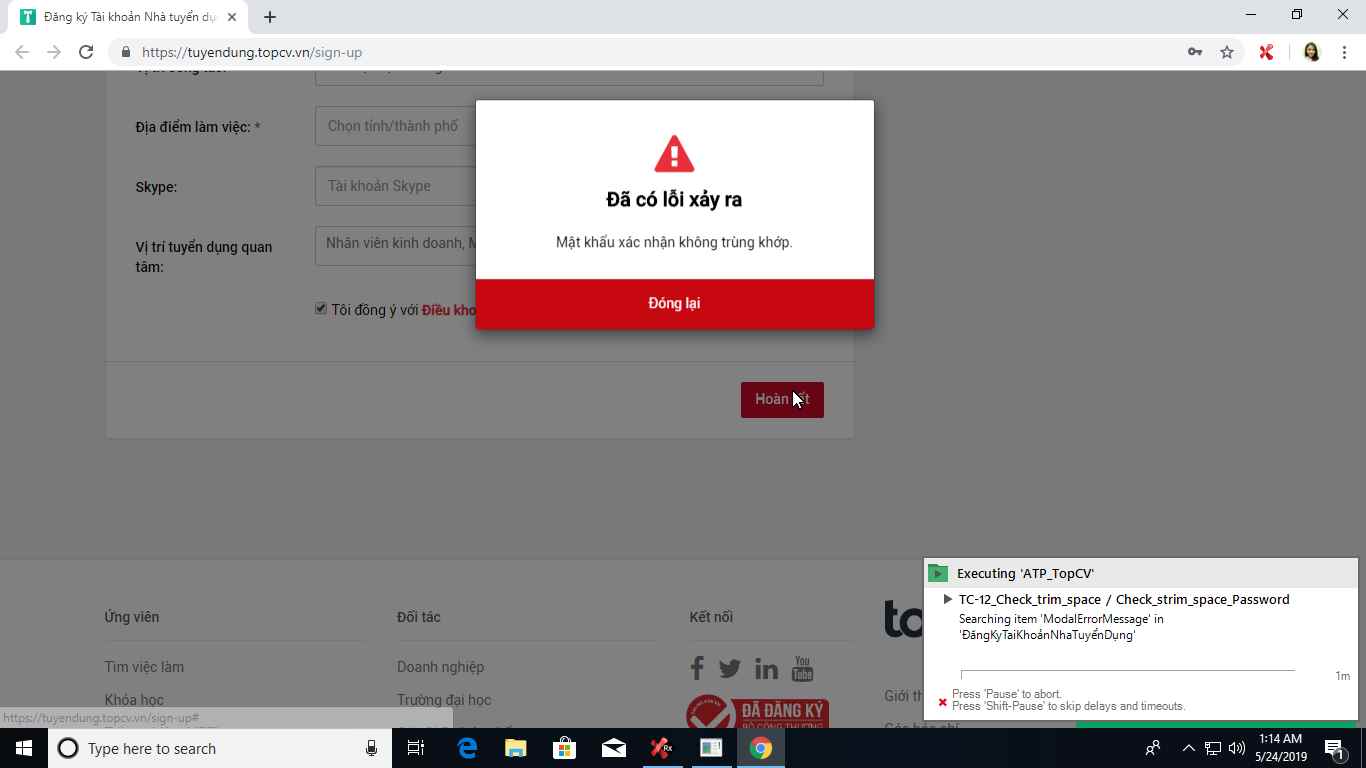 Đăng ký Tài khoản Nhà tuyển dụ
https://tuyendung.topcv.vn/sign-up
Địa điểm làm việc: *
Chọn tỉnh/thành phố
Skype:
Tài khoản Skype
Vị trí tuyển dụng quan
tâm:
Nhân viên kinh doanh, M
Tôi đồng ý với Điều kho
Đã có lỗi xảy ra
Mật khẩu xác nhận không trùng khớp.
Đóng lại
Hoàn
Ứng viên
Đối tác
Kết nối
Tìm việc làm
Doanh nghiệp
Khóa học
Trường đại học
You
Tube
ĐÃ ĐĂNG KÝ
BỘ CÔNG THƯƠNG
to
Giới th
https://tuyendung.topcv.vn/sign-up#
Executing 'ATP_TopCV'
TC-12_Check_trim_space / Check_strim_space_Password
Searching item 'ModalErrorMessage' in
'ĐăngKyTaiKhoảnNhaTuyểnDụng'
1m
Press 'Pause' to abort.
Press 'Shift-Pause' to skip delays and timeouts.
Type here to search
Rx
1:14 AM
5/24/2019
1